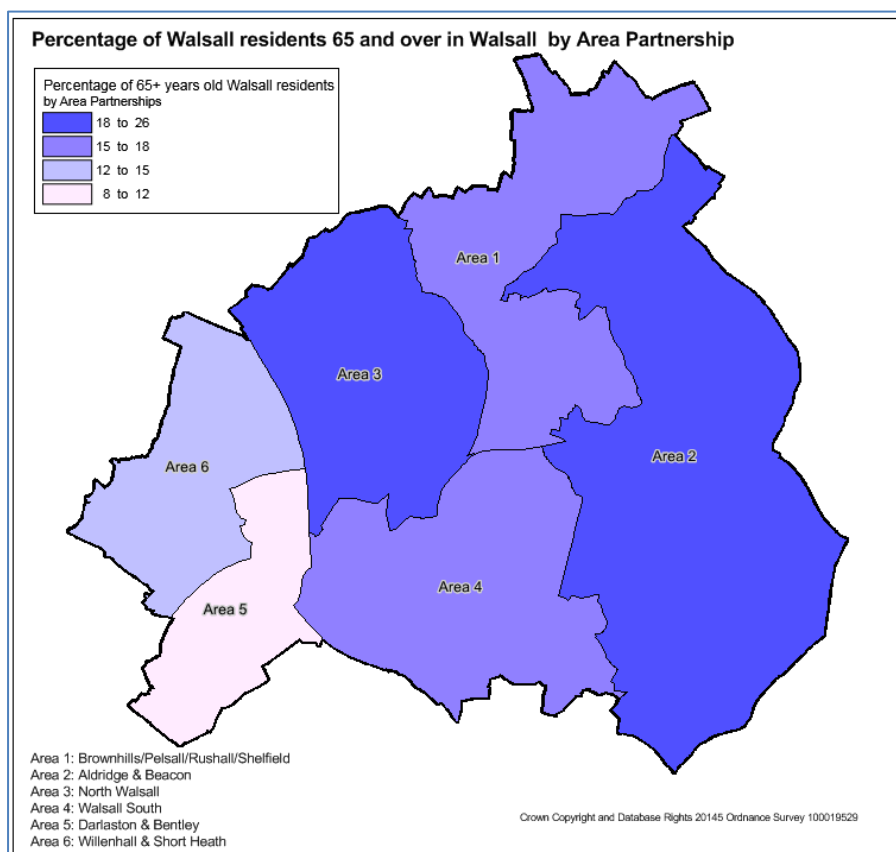 Percentage of Walsall residents 65 and over in Walsall by Area Partnership
Percentage of 65+ years old Walsall residents
by Area Partnerships
18 to 26
15 to 18
12 to 15
8 to 12
Area 1
Area 3
Area 2
Area 6
Area 4
Area 5
Area 1: Brownhills/Pelsall/Rushall/Shelfield
Area 2: Aldridge & Beacon
Area 3: North Walsall
Area 4: Walsall South
Area 5: Darlaston & Bentley
Area 6: Willenhall & Short Heath
Crown Copyright and Database Rights 20145 Ordnance Survey 100019529